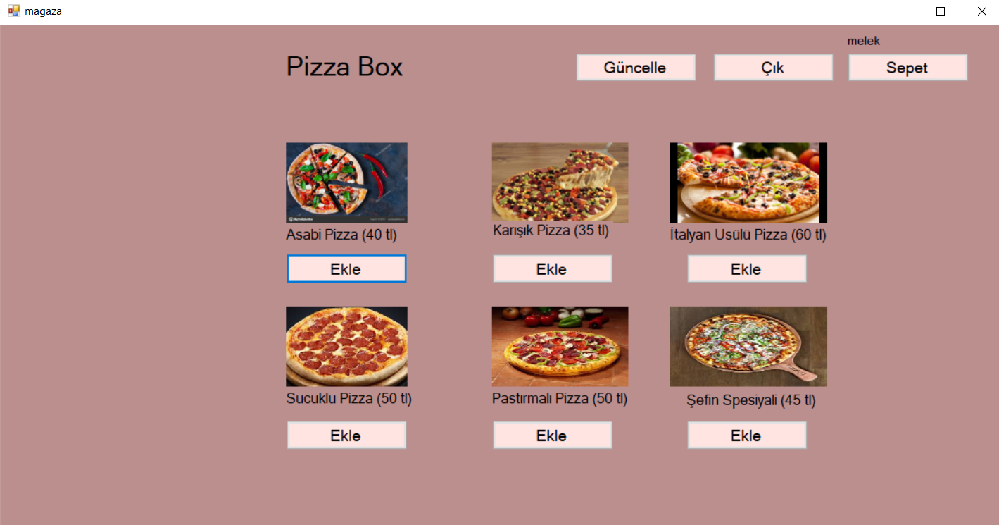 magaza
melek
Pizza Box
Güncelle
Çık
Sepet
Asabi Pizza (40 tl)
Karışık Pizza (35 tl)
İtalyan Usülü Pizza (60 tl)
Ekle
Ekle
Ekle
Sucuklu Pizza (50 tl)
Pastırmalı Pizza (50 tl)
Şefin Spesiyali (45 tl)
Ekle
Ekle
Ekle